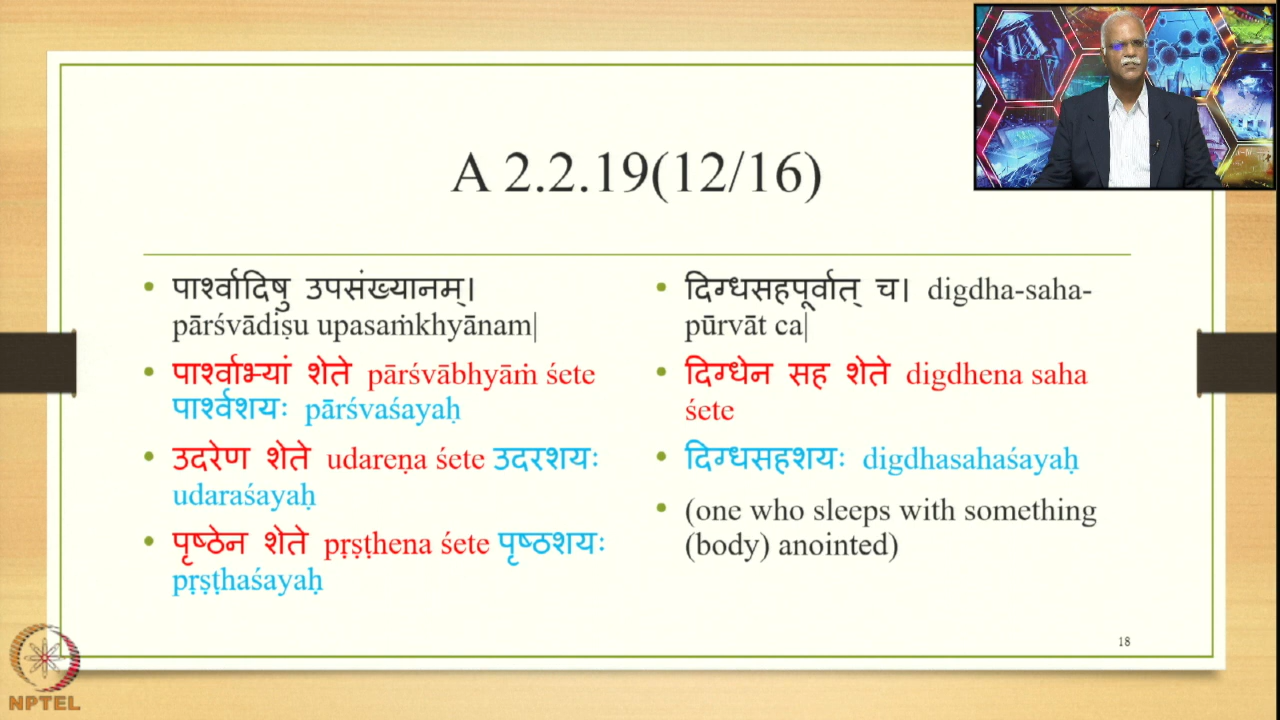 A 2.2.19(12/16)
• पार्श्वादिषु उपसंख्यानम्।
pārśvādiṣu upasaṁkhyānam|
• पार्श्वाभ्यां शेते pārśvābhyāṁ śete
पार्श्वशयः pārśvaśayaḥ
• उदरेण शेते udareṇa śete उदरशयः
udaraśayaḥ
• पृष्ठेन शेते pṛṣṭhena śete पृष्ठशयः
pṛṣṭhaśayaḥ
• दिग्धसहपूर्वात् च। digdha-saha-
pūrvāt ca|
• दिग्धेन सह शेते digdhena saha
śete
• दिग्धसहशयः digdhasahaśayaḥ
• (one who sleeps with something
(body) anointed)
18
NPTEL